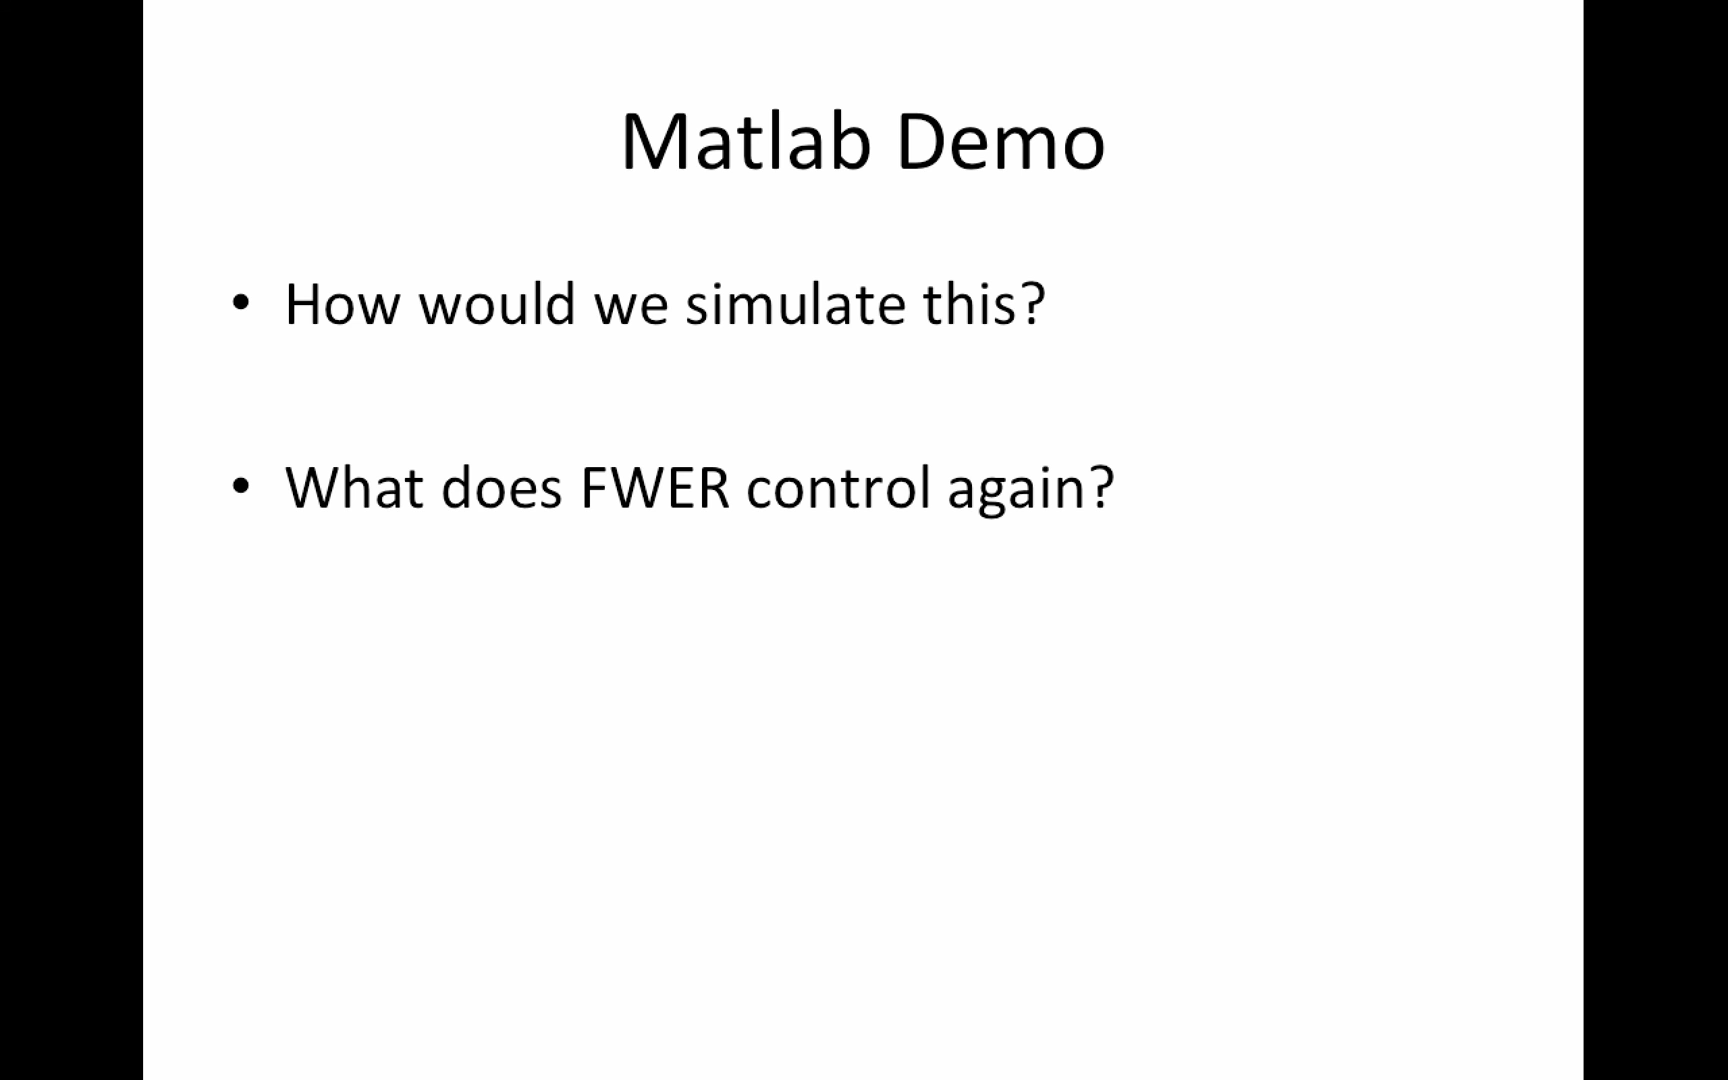 Matlab Demo
• How would we simulate this?
• What does FWER control again?